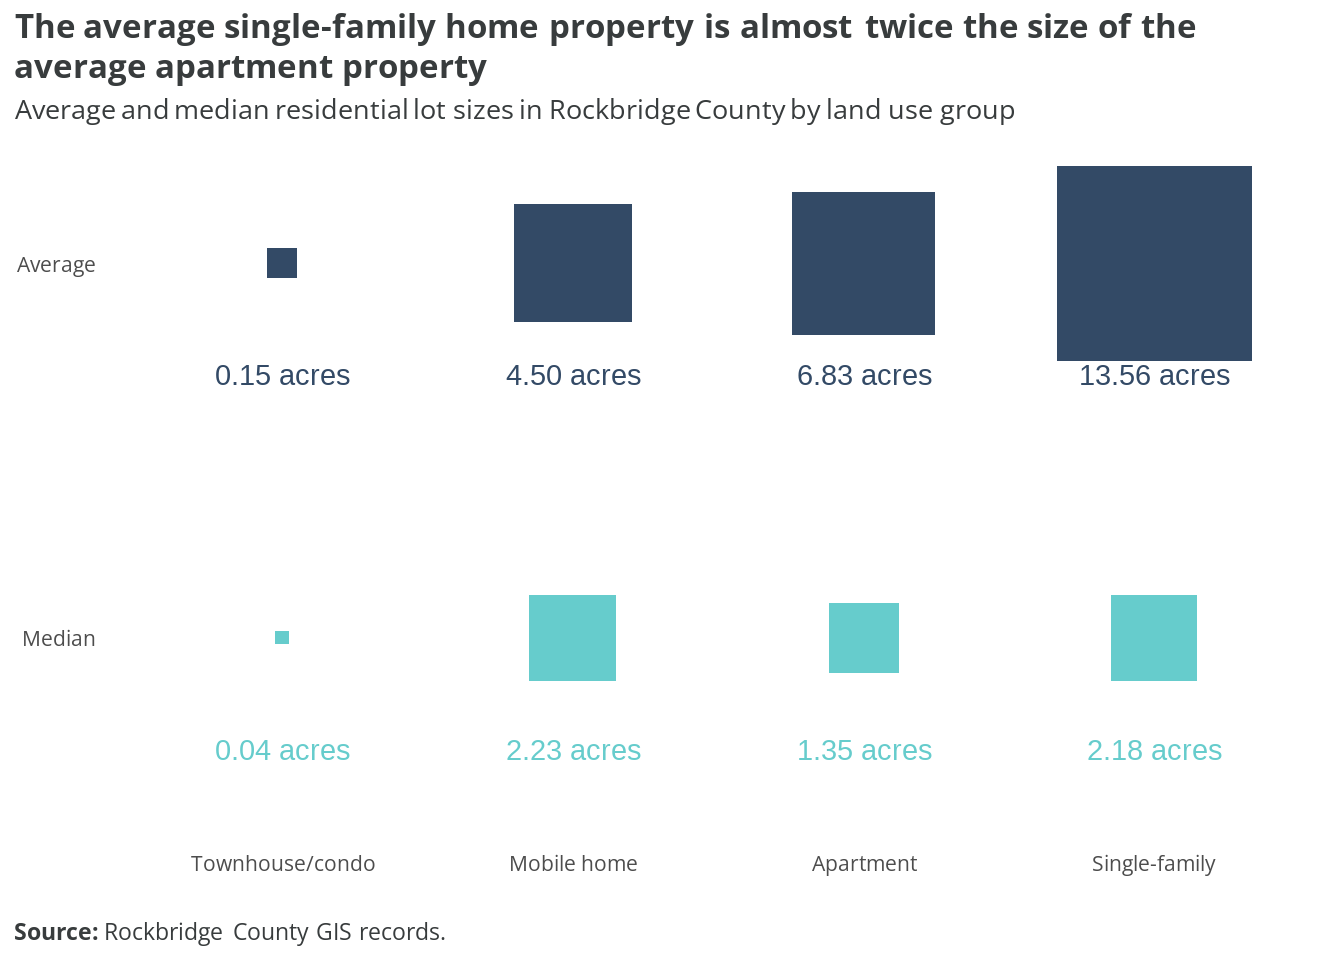 The average single-family home property is almost twice the size of the
average apartment property
Average and median residential lot sizes in Rockbridge County by land use group
Average
0.15 acres
4.50 acres
6.83 acres
13.56 acres
Median
0.04 acres
2.23 acres
1.35 acres
2.18 acres
Townhouse/condo
Mobile home
Apartment
Single-family
Source: Rockbridge County GIS records.